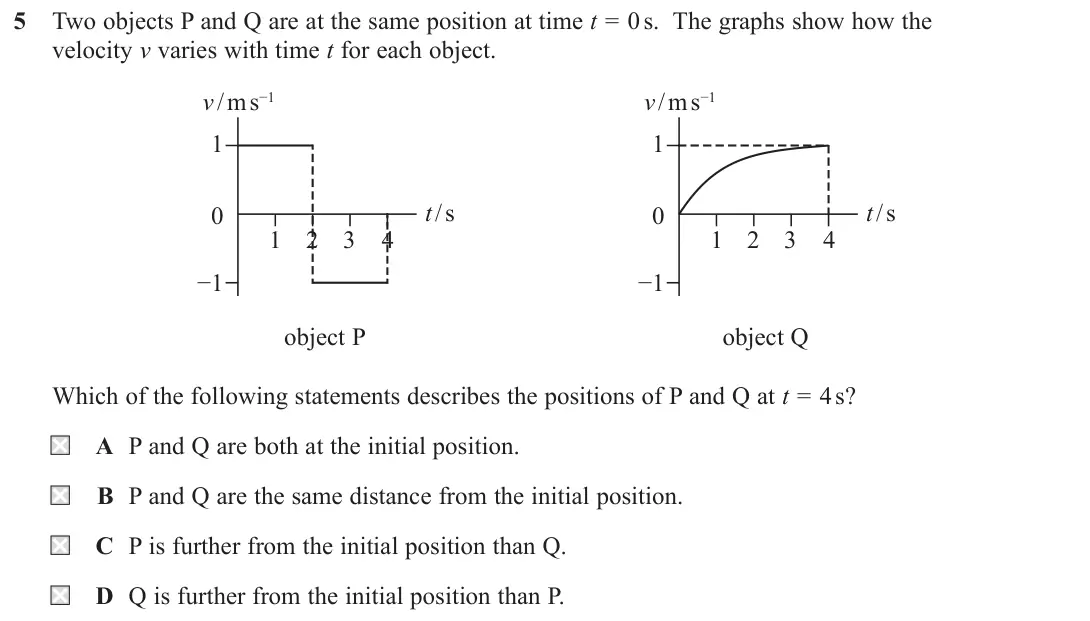 5 Two objects P and Q are at the same position at time t = 0 s. The graphs show how the
velocity v varies with time t for each object.
v/m s⁻¹
1
0
−1
1 2 3 4
t/s
object P
v/m s⁻¹
1
0
−1
1 2 3 4
t/s
object Q
Which of the following statements describes the positions of P and Q at t = 4 s?
A P and Q are both at the initial position.
B P and Q are the same distance from the initial position.
C P is further from the initial position than Q.
D Q is further from the initial position than P.